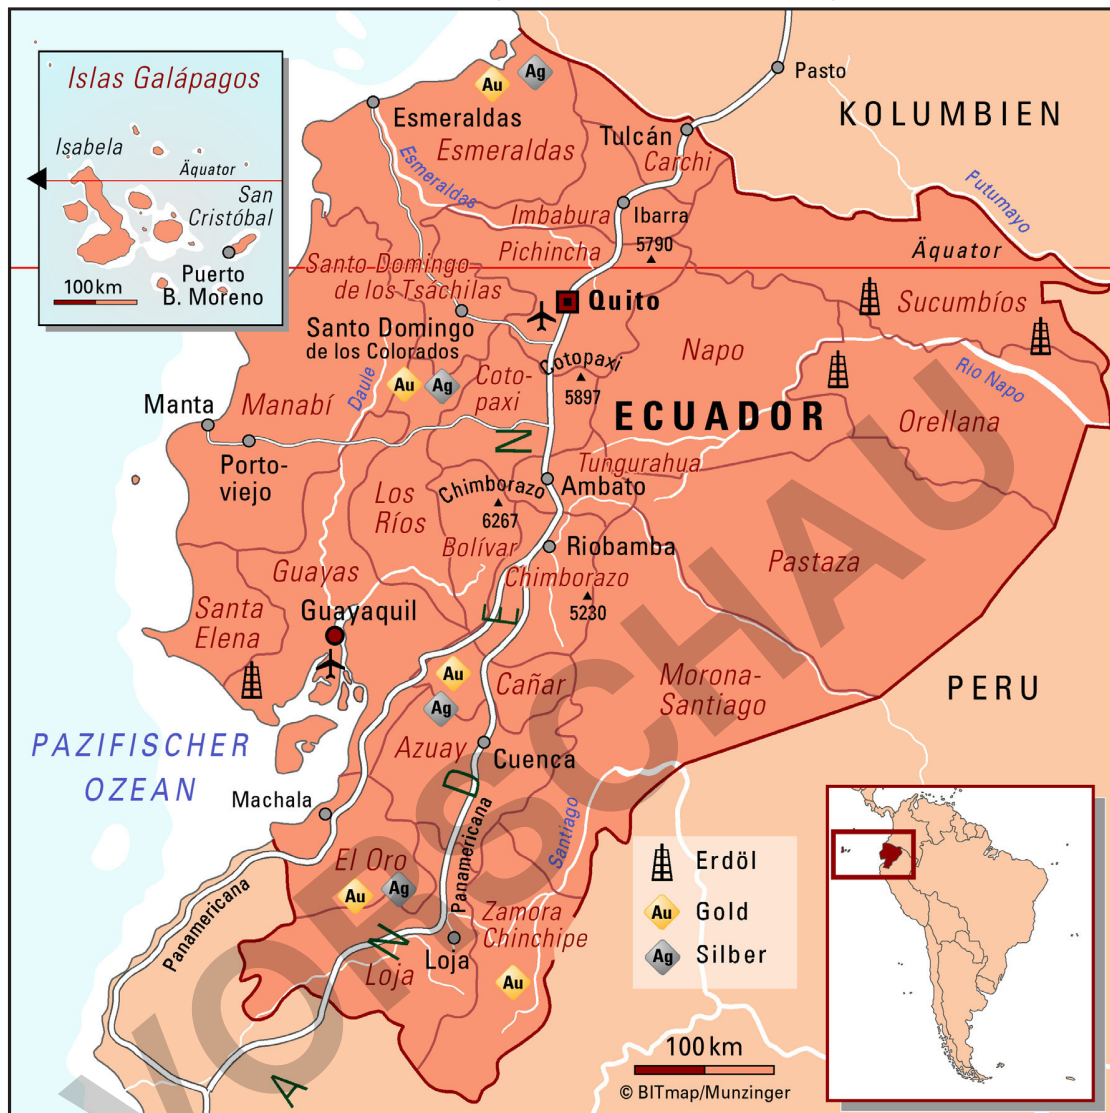 Islas Galápagos
Isabela
Äquator
San
Cristóbal
Puerto
B. Moreno
100 km
Au
Ag
Pasto
KOLUMBIEN
Esmeraldas
Esmeraldas
Esmeraldas
Tulcán
Carchi
Putumayo
Imbabura
Ibarra
5790
Pichincha
Äquator
Santo Domingo
de los Tsáchilas
Quito
Sucumbíos
Santo Domingo
de los Colorados
Napo
Cotopaxi
5897
Rio Napo
Daule
Au
Ag
Coto-
paxi
Manta
Manabí
ECUADOR
Orellana
N
Porto-
viejo
Tungurahua
Ambato
Los
Ríos
Chimborazo
6267
Bolívar
Riobamba
Pastaza
Guayas
Chimborazo
5230
Santa
Elena
Guayaquil
E
Au
Ag
Cañar
Morona-
Santiago
PERU
PAZIFISCHER
OZEAN
Azuay
Cuenca
D
Machala
Panamericana
Santiago
El Oro
Au
Ag
Panamericana
Zamora
Chinchipe
N
Loja
Loja
Au
A
Erdöl
Au
Gold
Ag
Silber
100 km
© BITmap/Munzinger
VORSCHAU